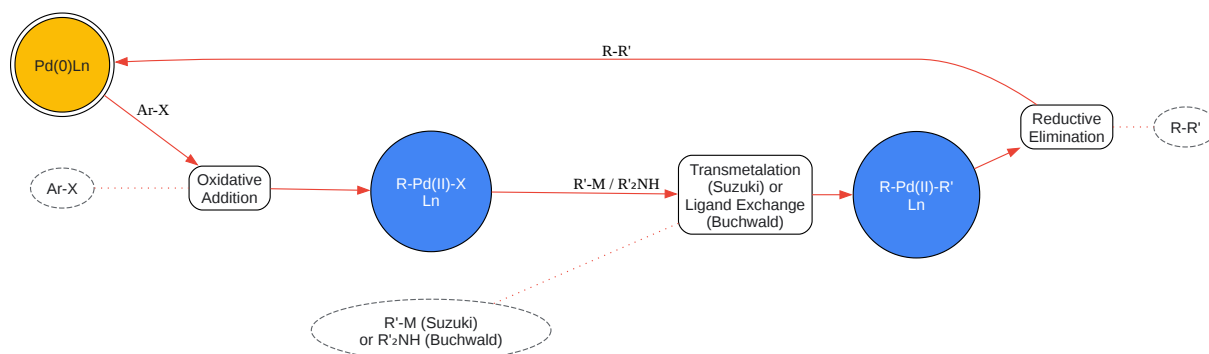 R-R'
Pd(0)Ln
Ar-X
Reductive
Elimination
R-R'
Ar-X
Oxidative
Addition
R-Pd(II)-X
Ln
R'-M / R'₂NH
Transmetalation
(Suzuki) or
Ligand Exchange
(Buchwald)
R-Pd(II)-R'
Ln
R'-M (Suzuki)
or R'₂NH (Buchwald)